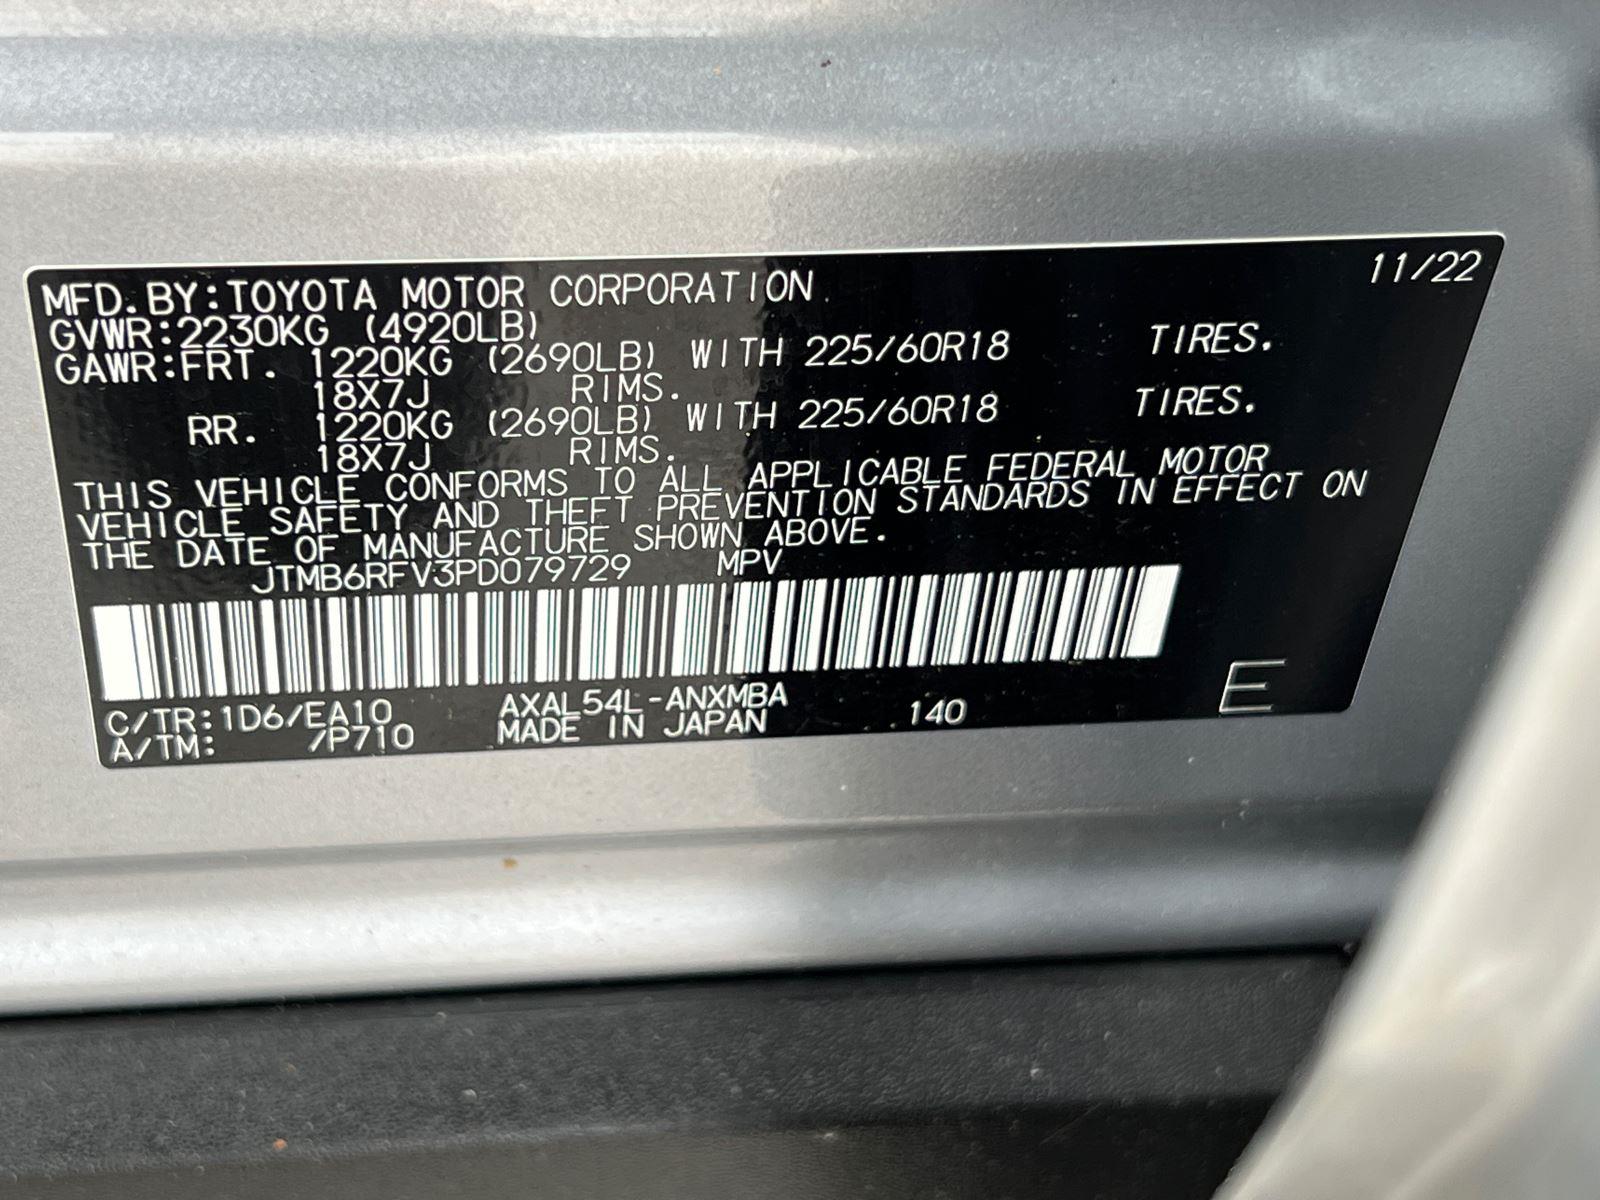 11/22
MFD.BY:TOYOTA MOTOR CORPORATION
GVWR:2230KG (4920LB)
GAWR:FRT. 1220KG (2690LB) WITH 225/60R18 TIRES.
18X7J RIMS.
RR. 1220KG (2690LB) WITH 225/60R18 TIRES.
18X7J RIMS.
THIS VEHICLE CONFORMS TO ALL APPLICABLE FEDERAL MOTOR
VEHICLE SAFETY AND THEFT PREVENTION STANDARDS IN EFFECT ON
THE DATE OF MANUFACTURE SHOWN ABOVE.
JTMB6RFV3PD079729 MPV
C/TR:1D6/EA10 AXAL54L-ANXMBA 140 E
A/TM: /P710 MADE IN JAPAN